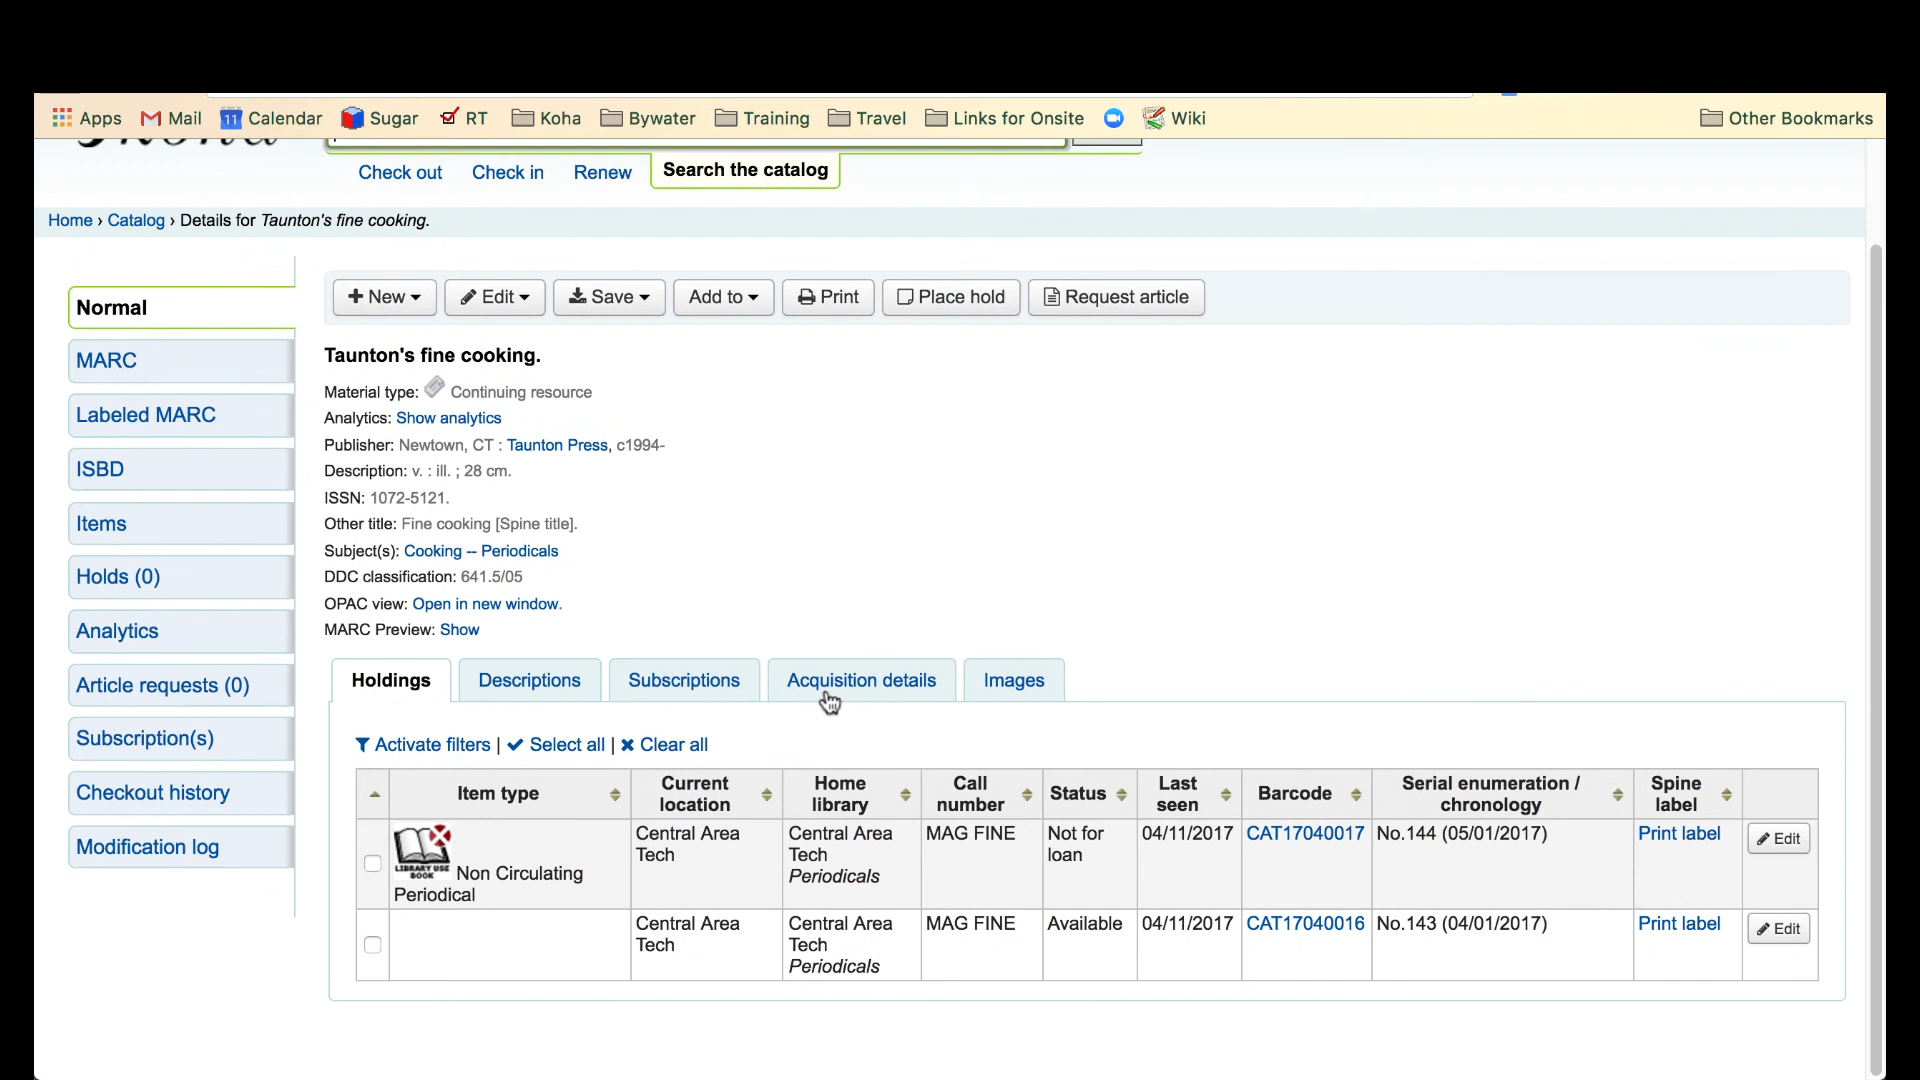 Apps Mail 11 Calendar Sugar RT Koha Bywater Training Travel Links for Onsite Wiki Other Bookmarks
Check out Check in Renew Search the catalog
Home › Catalog › Details for Taunton's fine cooking.
Normal
MARC
Labeled MARC
ISBD
Items
Holds (0)
Analytics
Article requests (0)
Subscription(s)
Checkout history
Modification log
New Edit Save Add to Print Place hold Request article
Taunton's fine cooking.
Material type: Continuing resource
Analytics: Show analytics
Publisher: Newtown, CT : Taunton Press, c1994-
Description: v. : ill. ; 28 cm.
ISSN: 1072-5121.
Other title: Fine cooking [Spine title].
Subject(s): Cooking -- Periodicals
DDC classification: 641.5/05
OPAC view: Open in new window.
MARC Preview: Show
Holdings Descriptions Subscriptions Acquisition details Images
Activate filters | Select all | Clear all
Item type Current location Home library Call number Status Last seen Barcode Serial enumeration / chronology Spine label
LIBRARY USE BOOK Non Circulating Periodical Central Area Tech Central Area Tech Periodicals MAG FINE Not for loan 04/11/2017 CAT17040017 No.144 (05/01/2017) Print label Edit
Central Area Tech Central Area Tech Periodicals MAG FINE Available 04/11/2017 CAT17040016 No.143 (04/01/2017) Print label Edit